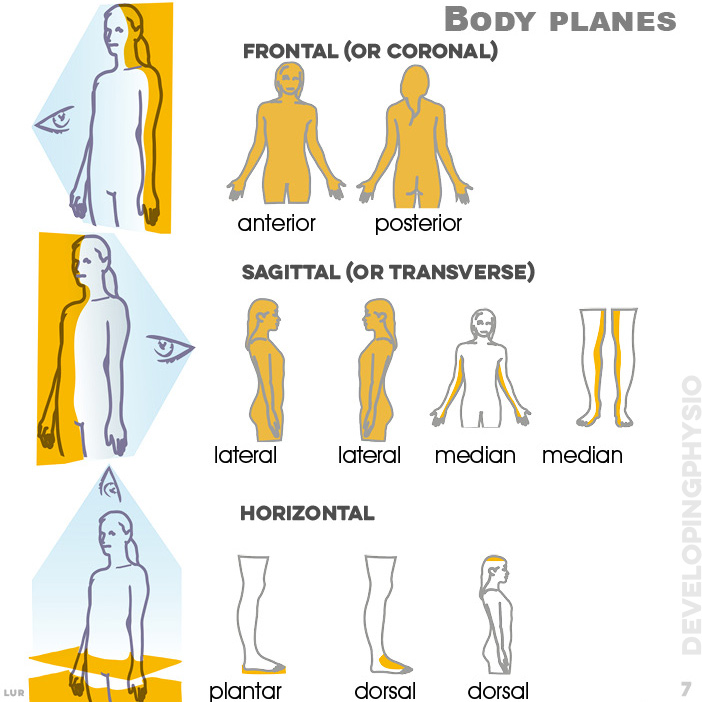 BODY PLANES
FRONTAL (OR CORONAL)
anterior posterior
SAGITTAL (OR TRANSVERSE)
lateral lateral median median
HORIZONTAL
plantar dorsal dorsal
DEVELOPINGPHYSIO
LUR
7